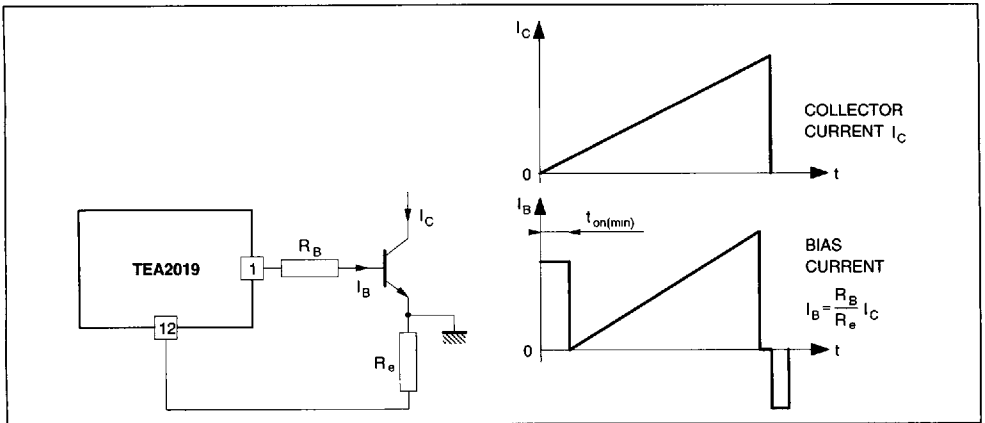 I_C
COLLECTOR
CURRENT I_C
0
t
I_B
t_on(min)
BIAS
CURRENT
I_B = R_B/R_e I_C
0
t
TEA2019
1
12
R_B
I_B
I_C
R_e